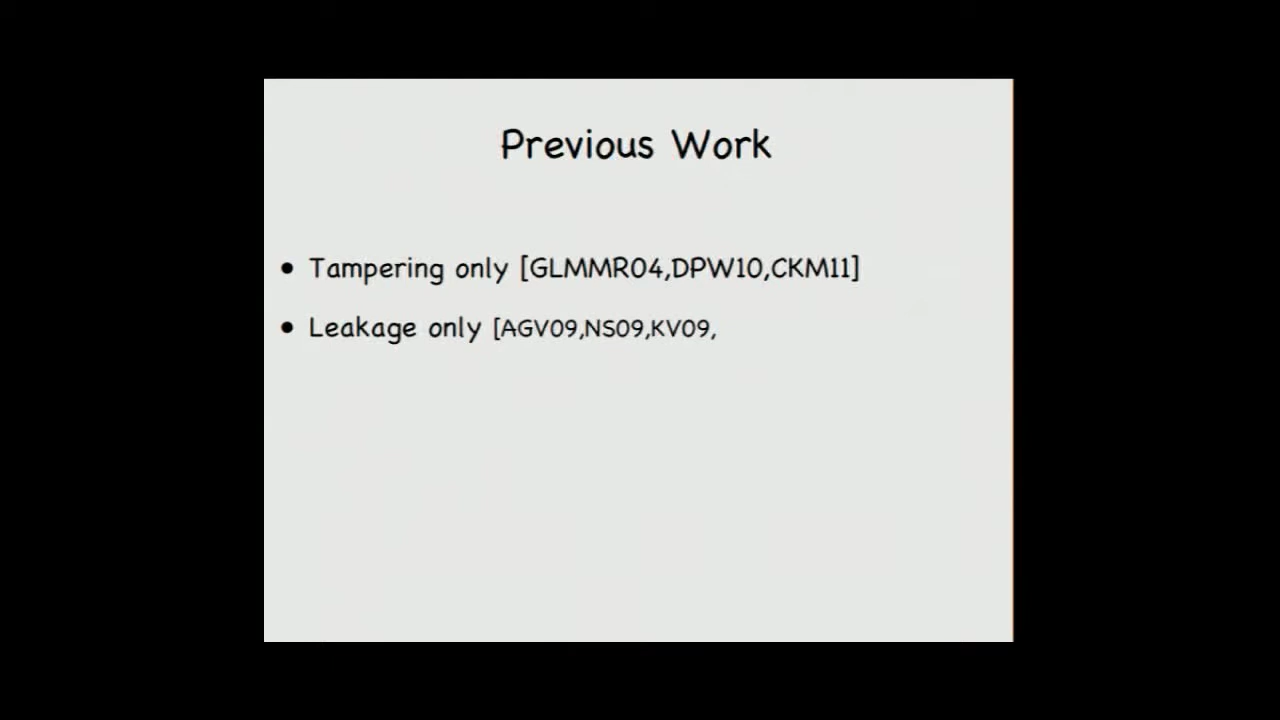 Previous Work
• Tampering only [GLMMR04,DPW10,CKM11]
• Leakage only [AGV09,NS09,KV09,